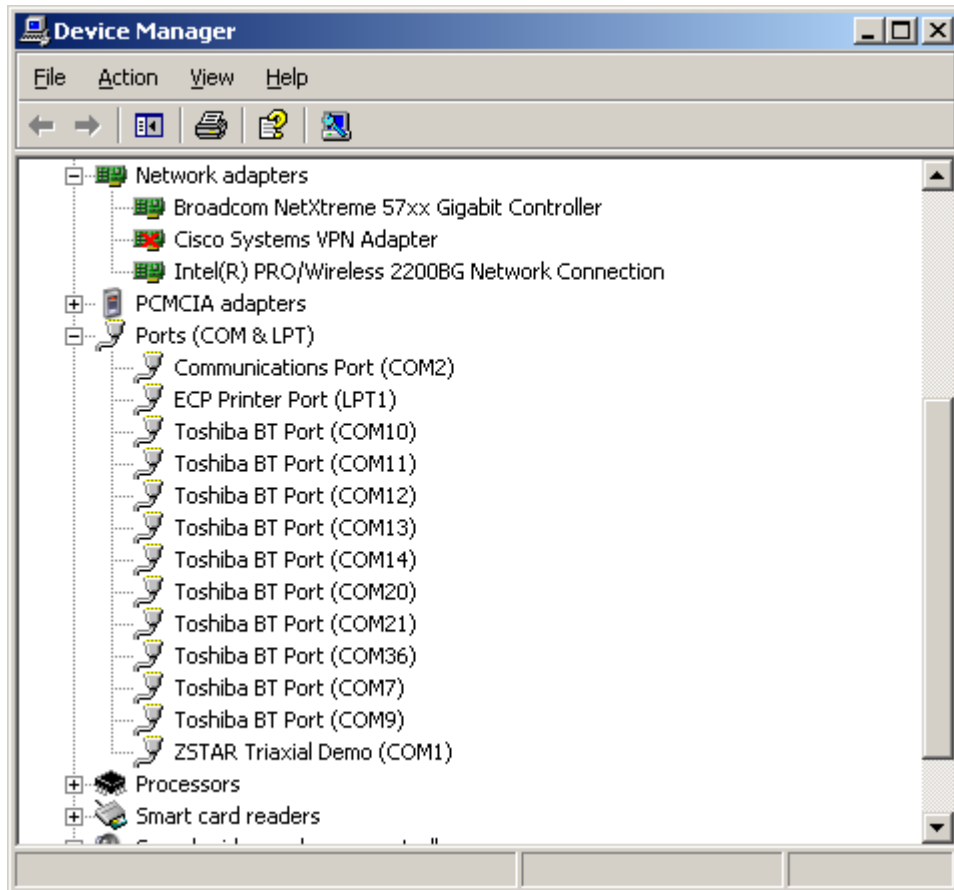 Device Manager
File Action View Help
Network adapters
Broadcom NetXtreme 57xx Gigabit Controller
Cisco Systems VPN Adapter
Intel(R) PRO/Wireless 2200BG Network Connection
PCMCIA adapters
Ports (COM & LPT)
Communications Port (COM2)
ECP Printer Port (LPT1)
Toshiba BT Port (COM10)
Toshiba BT Port (COM11)
Toshiba BT Port (COM12)
Toshiba BT Port (COM13)
Toshiba BT Port (COM14)
Toshiba BT Port (COM20)
Toshiba BT Port (COM21)
Toshiba BT Port (COM36)
Toshiba BT Port (COM7)
Toshiba BT Port (COM9)
ZSTAR Triaxial Demo (COM1)
Processors
Smart card readers